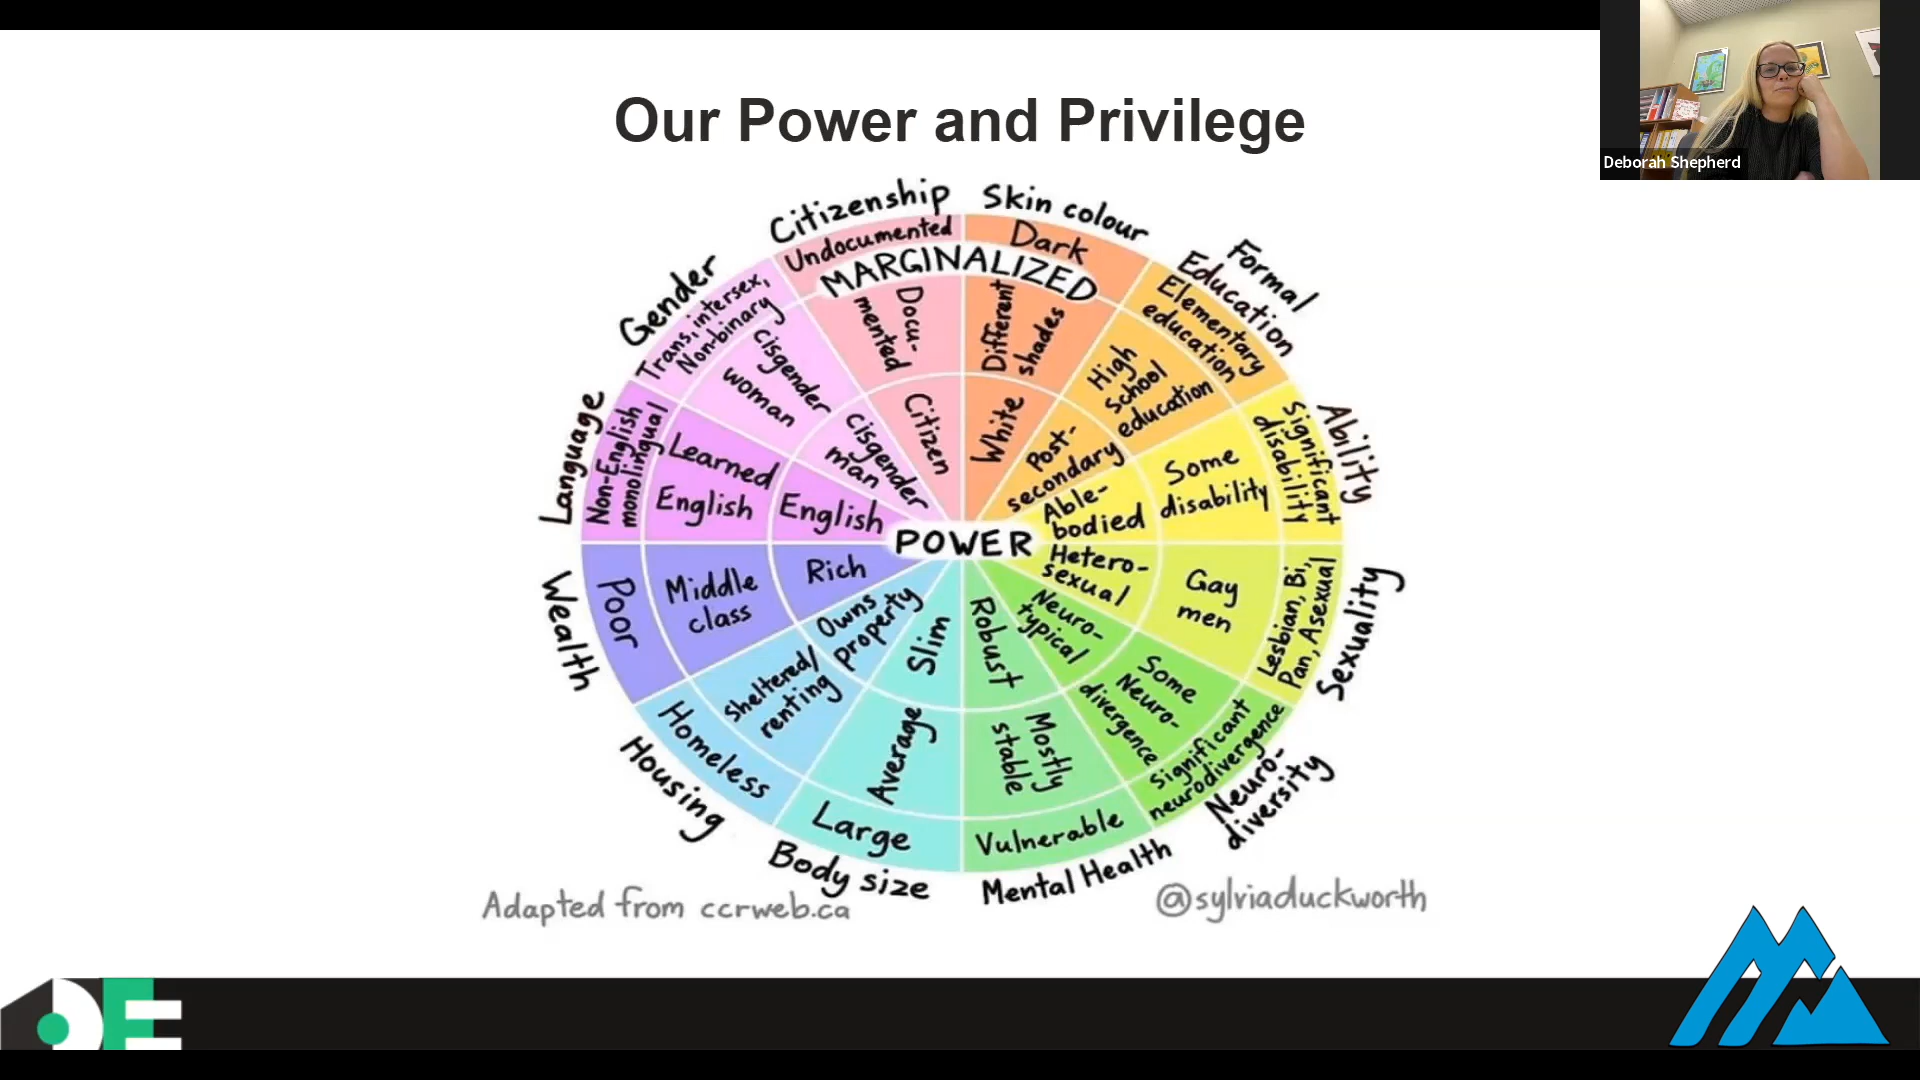 Our Power and Privilege
Deborah Shepherd
Citizenship
Undocumented
Docu-
mented
Citizen
Skin colour
Dark
Different
shades
White
MARGINALIZED
Formal
Education
Elementary
education
High
school
education
Post-
secondary
Ability
Significant
disability
Some
disability
Able-
bodied
Sexuality
Lesbian, Bi,
Pan, Asexual
Gay
men
Hetero-
sexual
Neuro-
diversity
Significant
neurodivergence
Some
Neuro-
divergence
Neuro-
typical
Mental Health
Vulnerable
Mostly
stable
Robust
Body size
Large
Average
Slim
Housing
Homeless
Sheltered/
renting
Owns
property
Wealth
Poor
Middle
class
Rich
Language
Non-English
monolingual
Learned
English
English
Gender
Trans, intersex,
Non-binary
Cisgender
woman
Cisgender
man
POWER
Adapted from ccrweb.ca
@sylviaduckworth
DE